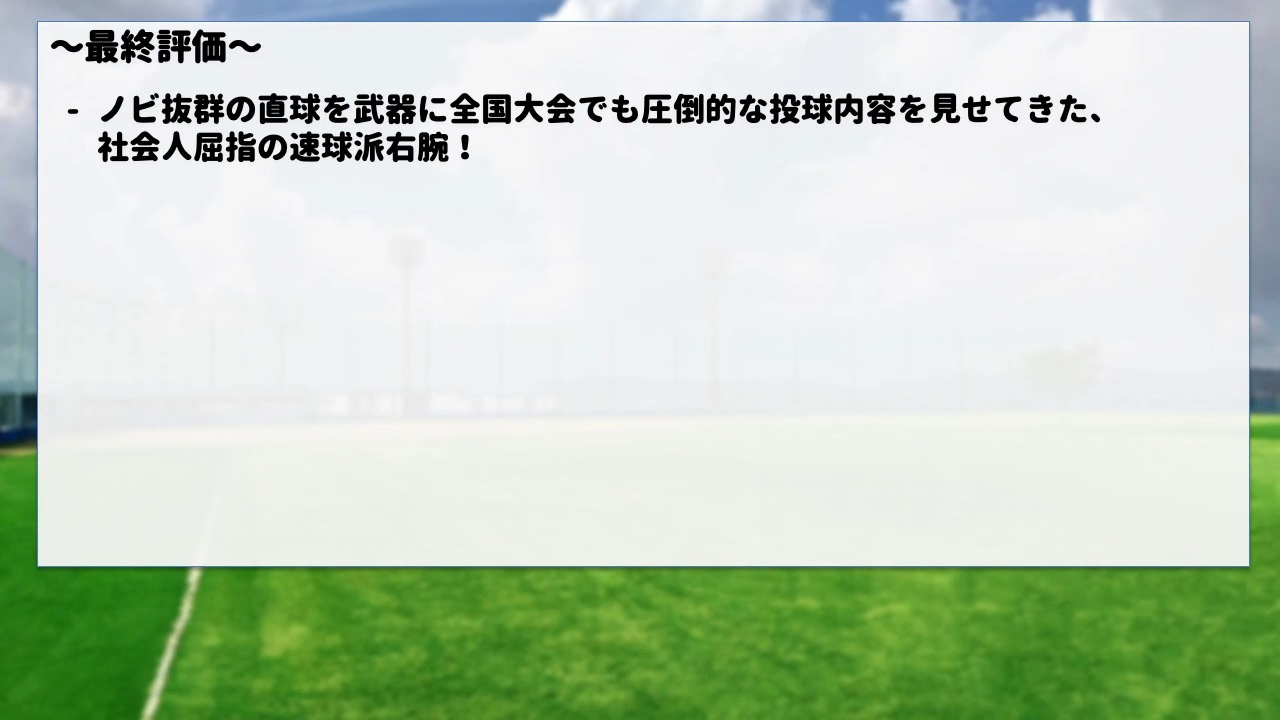 ～最終評価～
- ノビ抜群の直球を武器に全国大会でも圧倒的な投球内容を見せてきた、
社会人屈指の速球派右腕！